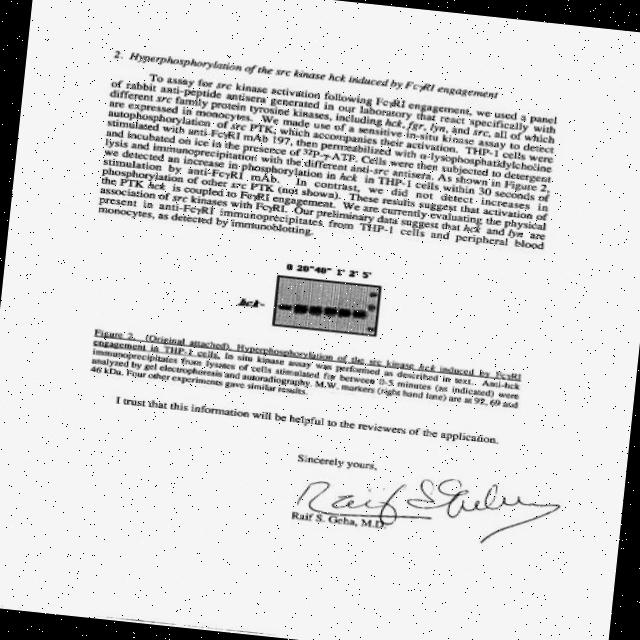 2. Hyperphosphorylation of the src kinase hck induced by FcγRI engagement
To assay for src kinase activation following FcγRI engagement, we used a panel
of rabbit anti-peptide antisera generated in our laboratory that react specifically with
different src family protein tyrosine kinases, including hck, fgr, lyn, and src, all of which
are expressed in monocytes. We made use of a sensitive in-situ kinase assay to detect
autophosphorylation of src PTK, which accompanies their activation. THP-1 cells were
stimulated with anti-FcγRI mAb 197, then permeabilized with α-lysophosphatidylcholine
and incubated on ice in the presence of ³²P-γ-ATP. Cells were then subjected to detergent
lysis and immunoprecipitation with the different anti-src antisera. As shown in Figure 2,
we detected an increase in phosphorylation in hck in THP-1 cells within 30 seconds of
stimulation by anti-FcγRI mAb. In contrast, we did not detect increases in
phosphorylation of other src PTK (not shown). These results suggest that activation of
the PTK hck is coupled to FcγRI engagement. We are currently evaluating the physical
association of src kinases with FcγRI. Our preliminary data suggest that hck and lyn are
present in anti-FcγRI immunoprecipitates from THP-1 cells and peripheral blood
monocytes, as detected by immunoblotting.
0 20" 40" 1' 2' 5'
hck-
Figure 2. (Original attached). Hyperphosphorylation of the src kinase hck induced by FcγRI
engagement in THP-1 cells. In situ kinase assay was performed as described in text. Anti-hck
immunoprecipitates from lysates of cells stimulated for between 0-5 minutes (as indicated) were
analyzed by gel electrophoresis and autoradiography. M.W. markers (right hand lane) are at 92, 69 and
46 kDa. Four other experiments gave similar results.
I trust that this information will be helpful to the reviewers of the application.
Sincerely yours,
Raif S Geha
Raif S. Geha, M.D.